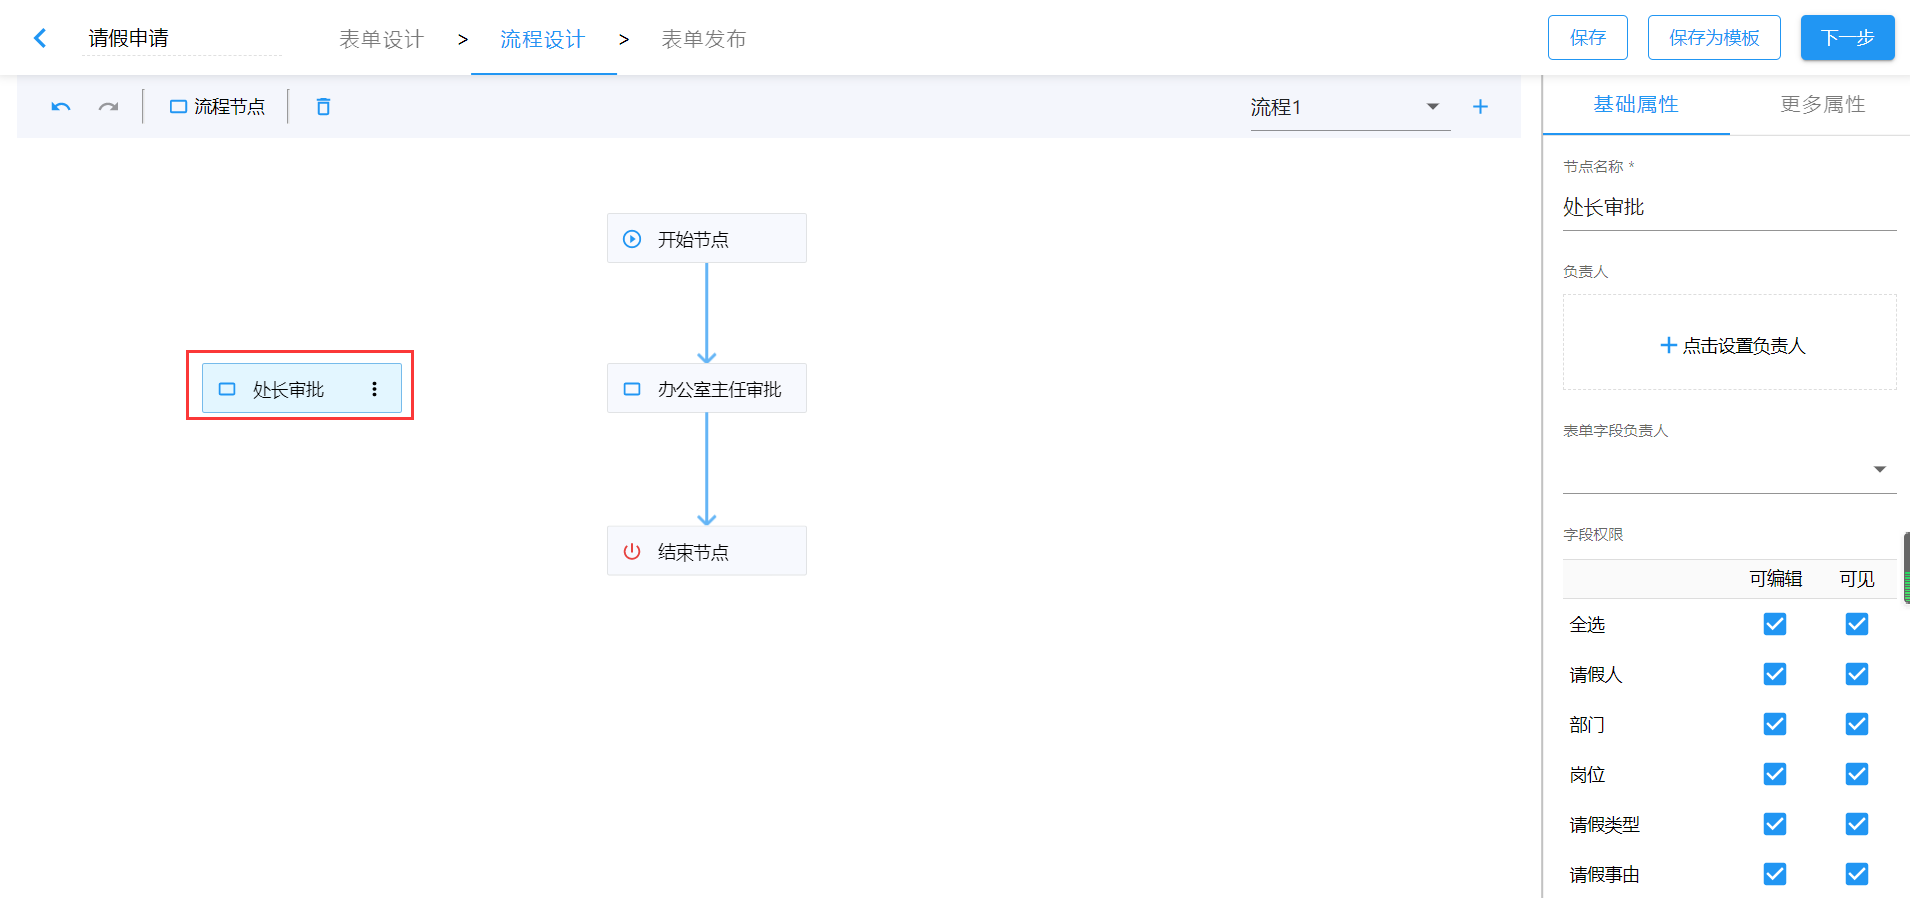 请假申请
表单设计 > 流程设计 > 表单发布
保存 保存为模板 下一步
流程节点
流程1
开始节点
处长审批
办公室主任审批
结束节点
基础属性 更多属性
节点名称 *
处长审批
负责人
点击设置负责人
表单字段负责人
字段权限
可编辑 可见
全选
请假人
部门
岗位
请假类型
请假事由